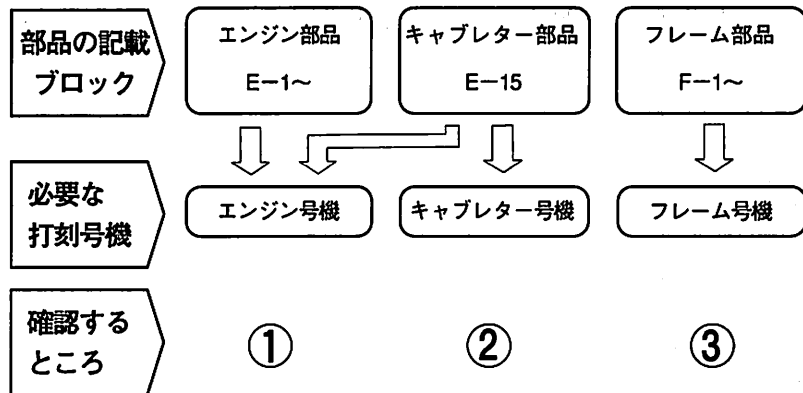 部品の記載
ブロック
エンジン部品
E－1～
キャブレター部品
E－15
フレーム部品
F－1～
必要な
打刻号機
エンジン号機
キャブレター号機
フレーム号機
確認する
ところ
①
②
③